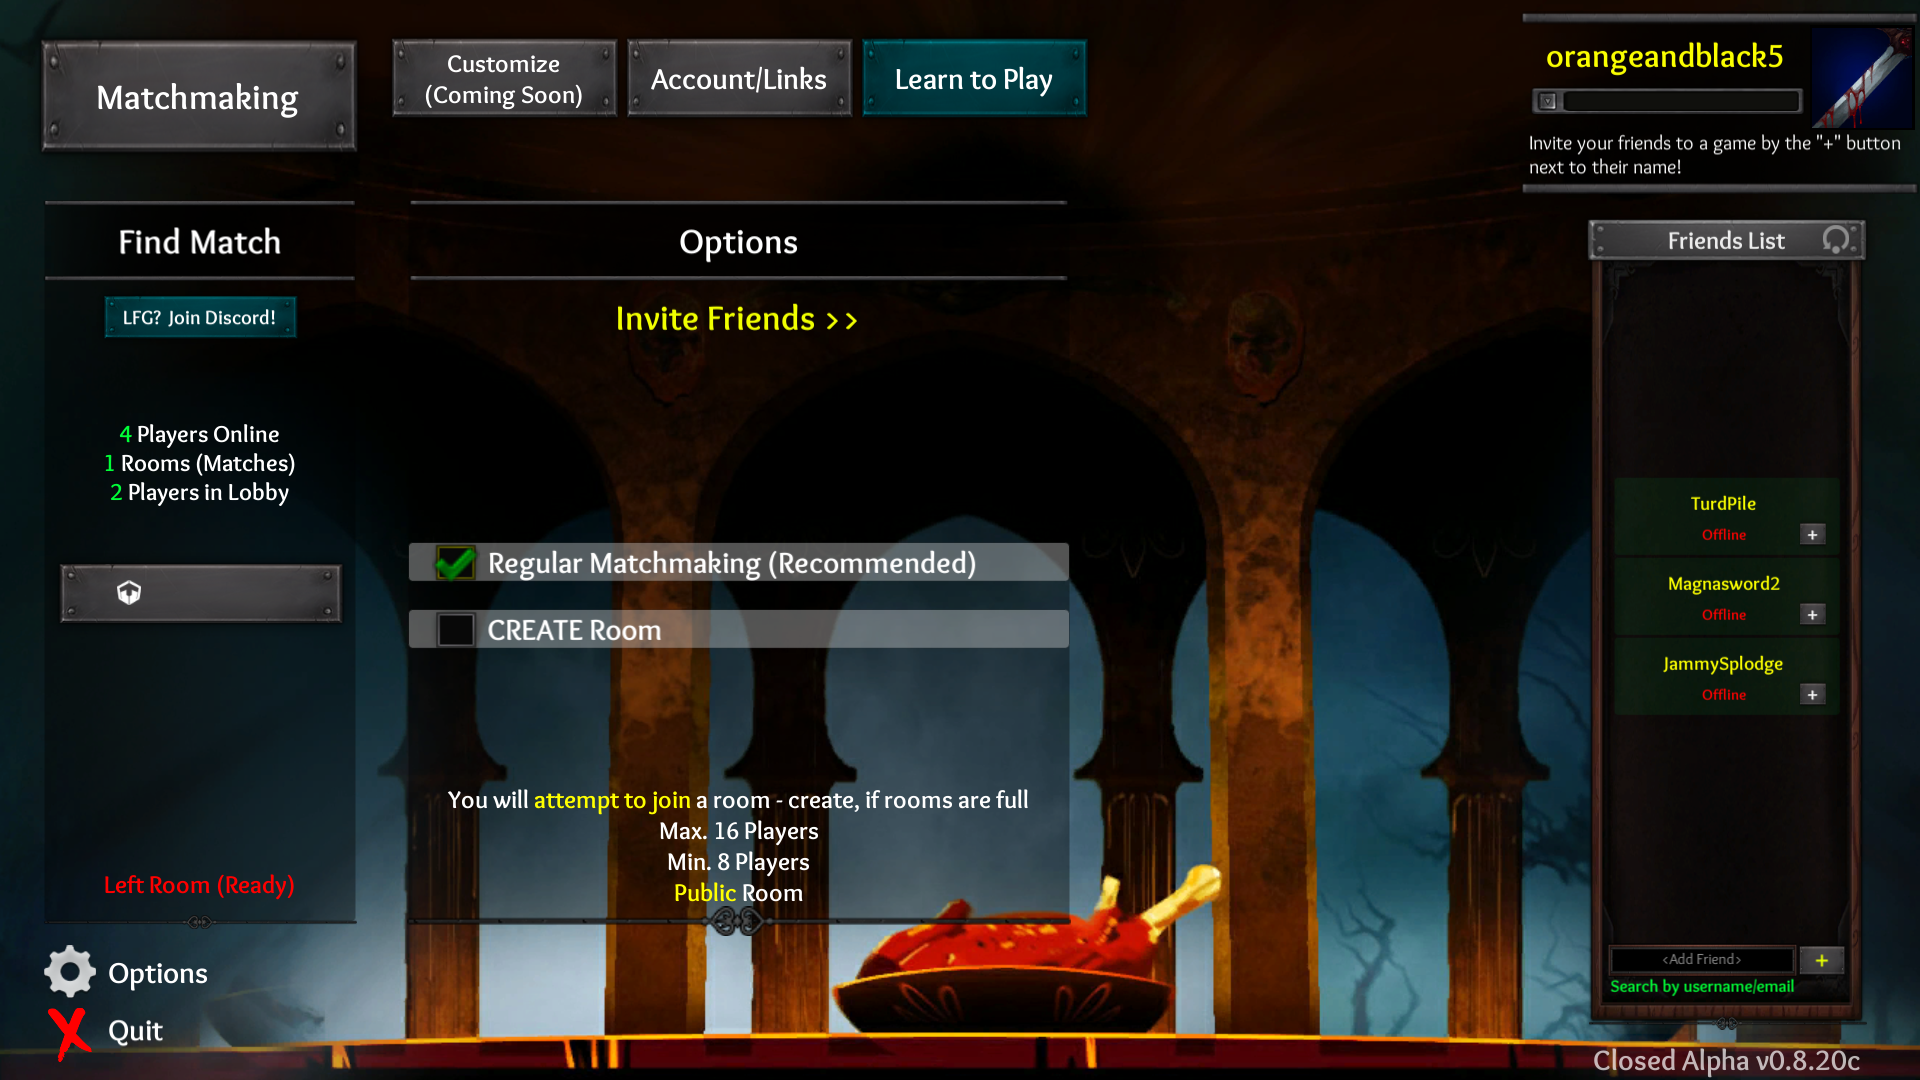 Matchmaking
Customize
(Coming Soon)
Account/Links
Learn to Play
orangeandblack5
Invite your friends to a game by the "+" button
next to their name!
Find Match
LFG? Join Discord!
4 Players Online
1 Rooms (Matches)
2 Players in Lobby
Left Room (Ready)
Options
Quit
Options
Invite Friends >>
Regular Matchmaking (Recommended)
CREATE Room
You will attempt to join a room - create, if rooms are full
Max. 16 Players
Min. 8 Players
Public Room
Friends List
TurdPile
Offline +
Magnasword2
Offline +
JammySplodge
Offline +
<Add Friend> +
Search by username/email
Closed Alpha v0.8.20c